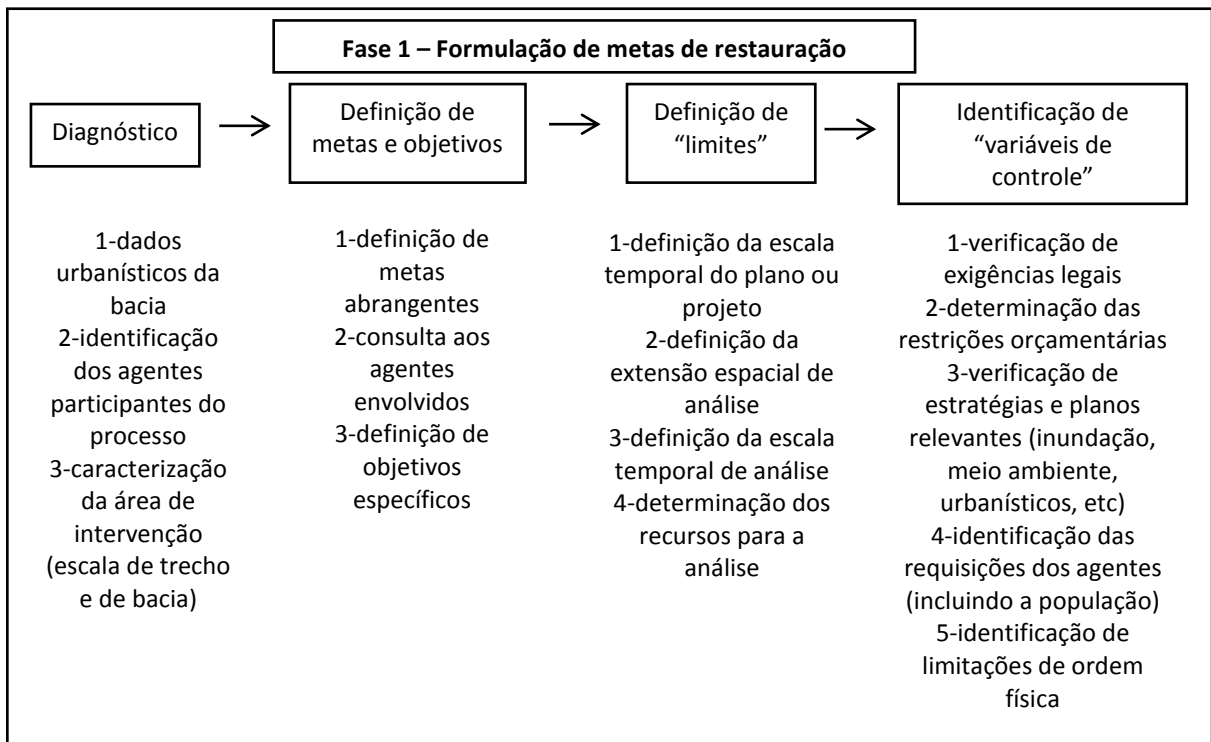 Fase 1 – Formulação de metas de restauração
Diagnóstico
Definição de
metas e objetivos
Definição de
“limites”
Identificação de
“variáveis de
controle”
1-dados
urbanísticos da
bacia
2-identificação
dos agentes
participantes do
processo
3-caracterização
da área de
intervenção
(escala de trecho
e de bacia)
1-definição de
metas
abrangentes
2-consulta aos
agentes
envolvidos
3-definição de
objetivos
específicos
1-definição da escala
temporal do plano ou
projeto
2-definição da
extensão espacial de
análise
3-definição da escala
temporal de análise
4-determinação dos
recursos para a
análise
1-verificação de
exigências legais
2-determinação das
restrições orçamentárias
3-verificação de
estratégias e planos
relevantes (inundação,
meio ambiente,
urbanísticos, etc)
4-identificação das
requisições dos agentes
(incluindo a população)
5-identificação de
limitações de ordem
física